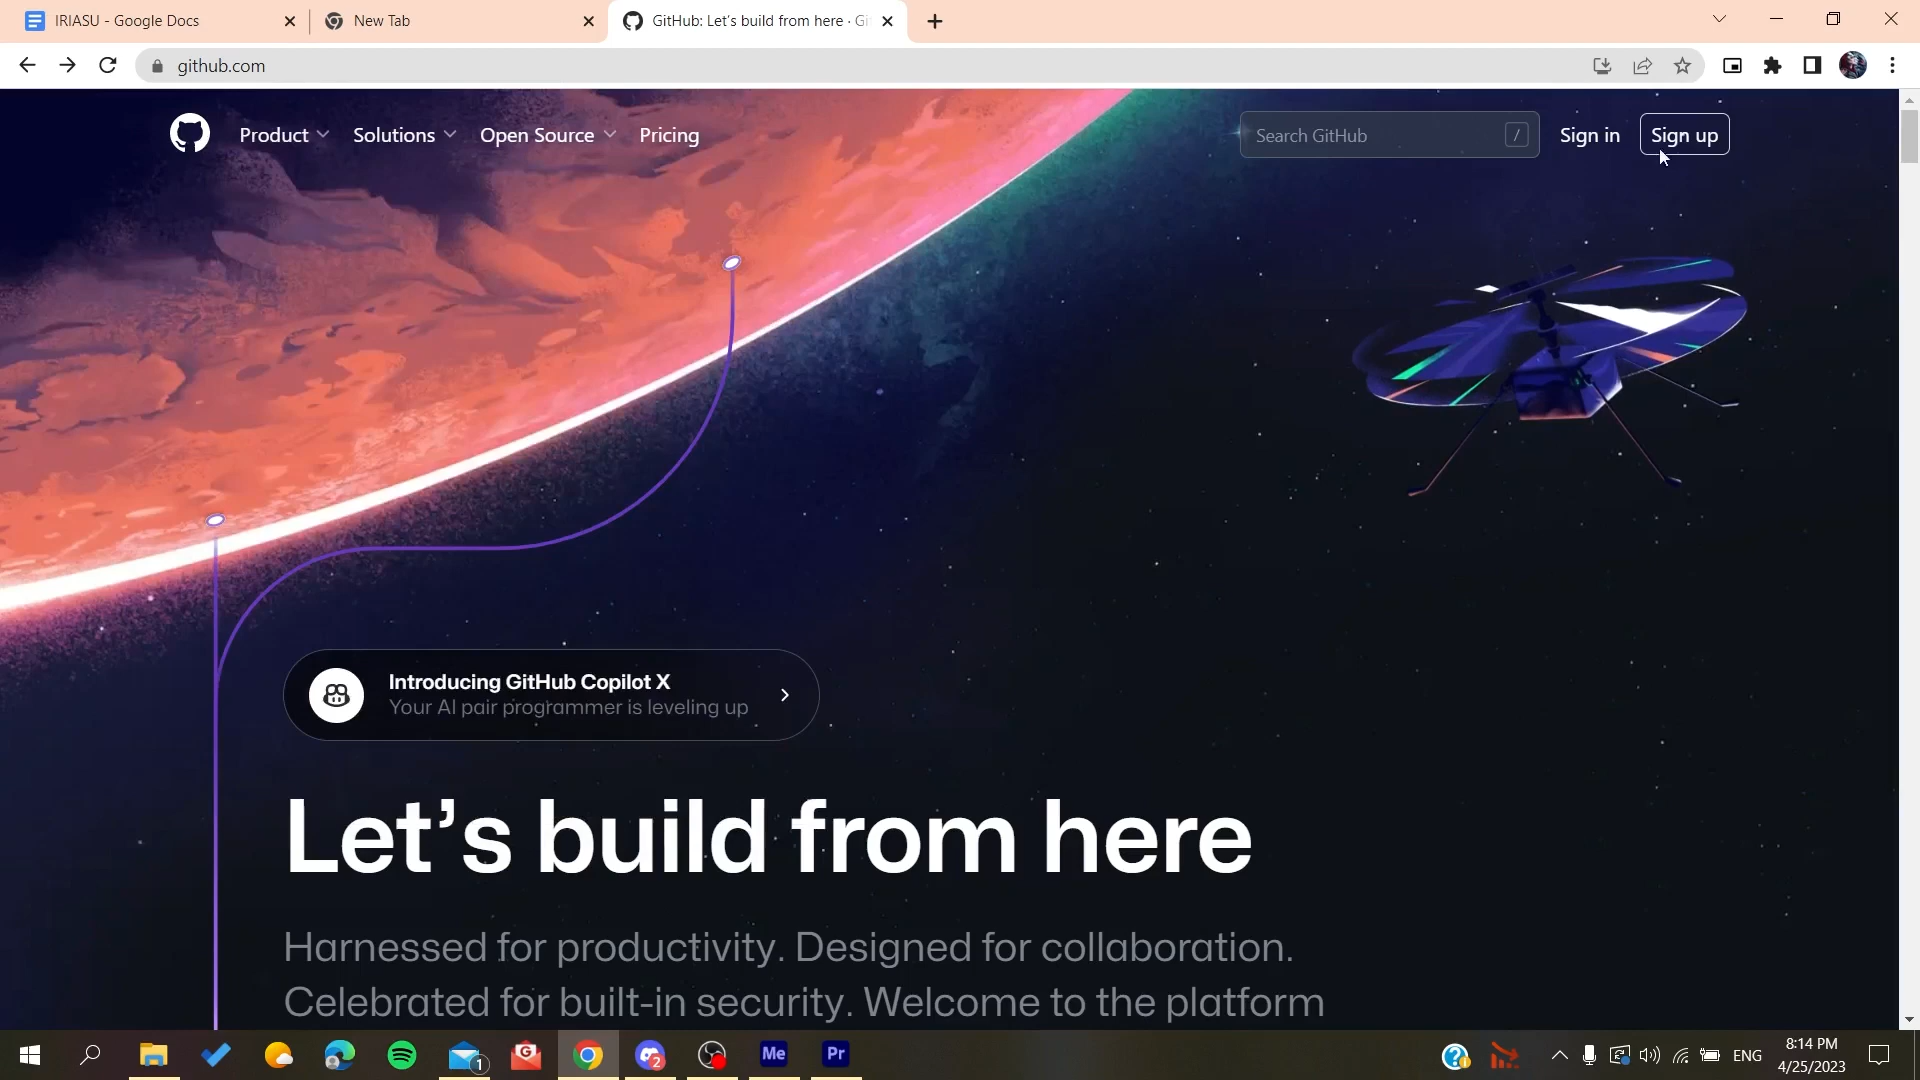 IRIASU - Google Docs
New Tab
GitHub: Let's build from here · Gi
github.com
Product
Solutions
Open Source
Pricing
Search GitHub
/
Sign in
Sign up
Introducing GitHub Copilot X
Your AI pair programmer is leveling up
Let’s build from here
Harnessed for productivity. Designed for collaboration.
Celebrated for built-in security. Welcome to the platform
1
G
2
Me
Pr
ENG
8:14 PM
4/25/2023